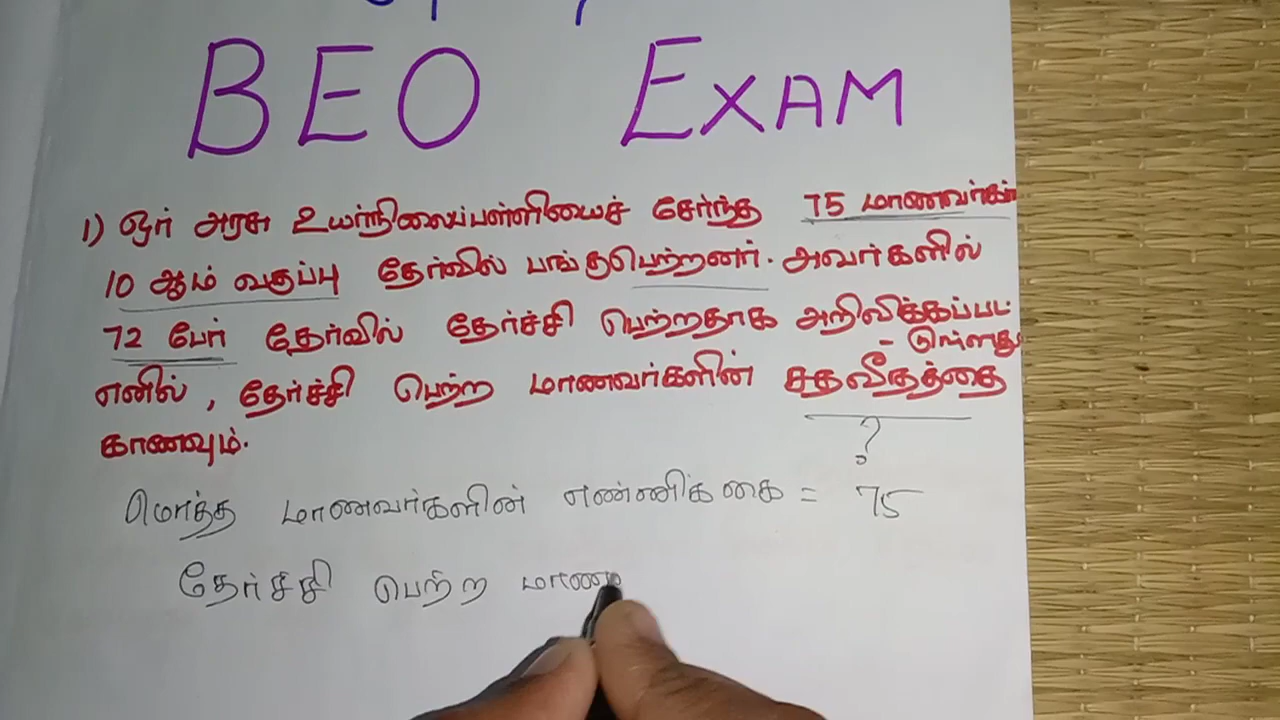 BEO EXAM
1) ஓர் அரசு உயர்நிலைப்பள்ளியைச் சேர்ந்த 75 மாணவர்கள்
10 ஆம் வகுப்பு தேர்வில் பங்குபெற்றனர். அவர்களில்
72 பேர் தேர்வில் தேர்ச்சி பெற்றதாக அறிவிக்கப்பட்
- டுள்ளது
எனில், தேர்ச்சி பெற்ற மாணவர்களின் சதவீதத்தை
காணவும்.
?
மொத்த மாணவர்களின் எண்ணிக்கை = 75
தேர்ச்சி பெற்ற